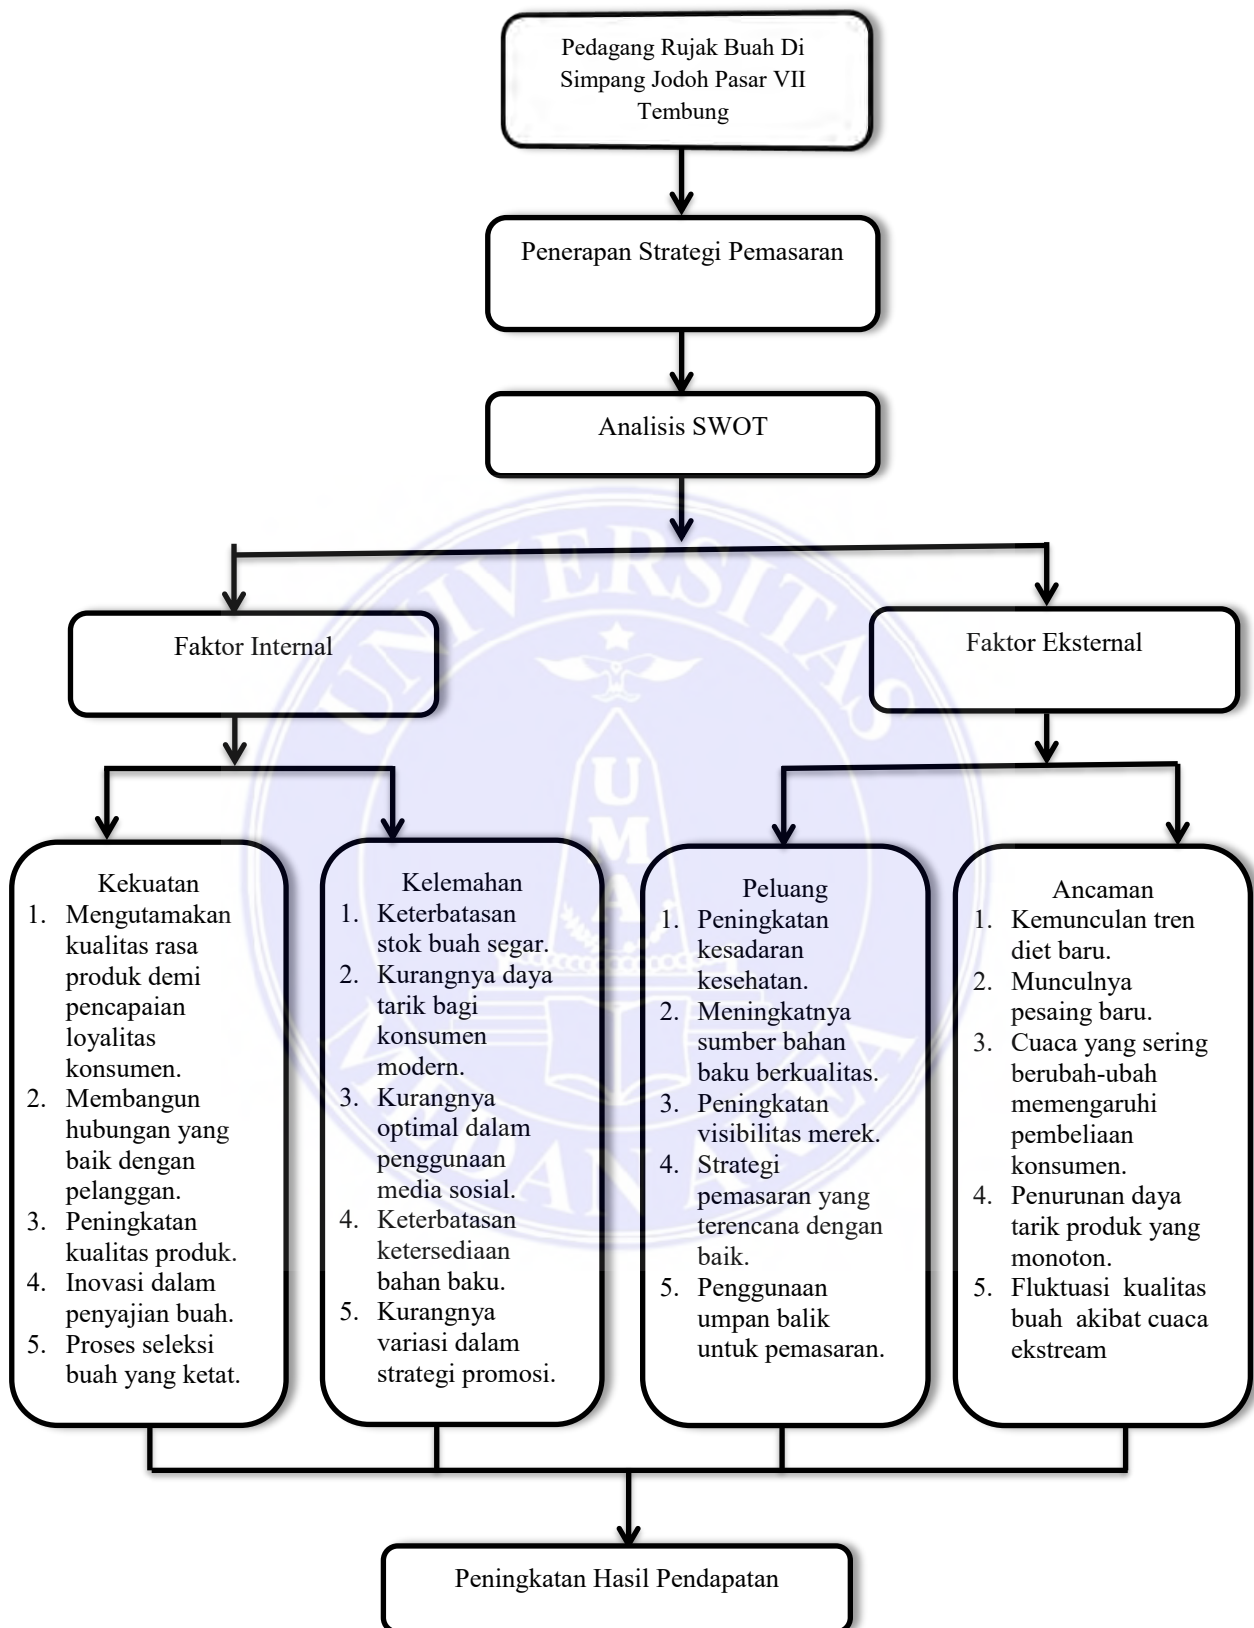 Pedagang Rujak Buah Di
Simpang Jodoh Pasar VII
Tembung
Penerapan Strategi Pemasaran
Analisis SWOT
Faktor Internal
Faktor Eksternal
Kekuatan
1. Mengutamakan
kualitas rasa
produk demi
pencapaian
loyalitas
konsumen.
2. Membangun
hubungan yang
baik dengan
pelanggan.
3. Peningkatan
kualitas produk.
4. Inovasi dalam
penyajian buah.
5. Proses seleksi
buah yang ketat.
Kelemahan
1. Keterbatasan
stok buah segar.
2. Kurangnya daya
tarik bagi
konsumen
modern.
3. Kurangnya
optimal dalam
penggunaan
media sosial.
4. Keterbatasan
ketersediaan
bahan baku.
5. Kurangnya
variasi dalam
strategi promosi.
Peluang
1. Peningkatan
kesadaran
kesehatan.
2. Meningkatnya
sumber bahan
baku berkualitas.
3. Peningkatan
visibilitas merek.
4. Strategi
pemasaran yang
terencana dengan
baik.
5. Penggunaan
umpan balik
untuk pemasaran.
Ancaman
1. Kemunculan tren
diet baru.
2. Munculnya
pesaing baru.
3. Cuaca yang sering
berubah-ubah
memengaruhi
pembeliaan
konsumen.
4. Penurunan daya
tarik produk yang
monoton.
5. Fluktuasi kualitas
buah akibat cuaca
ekstream
Peningkatan Hasil Pendapatan
UNIVERSITAS
UMA
MEDAN AREA